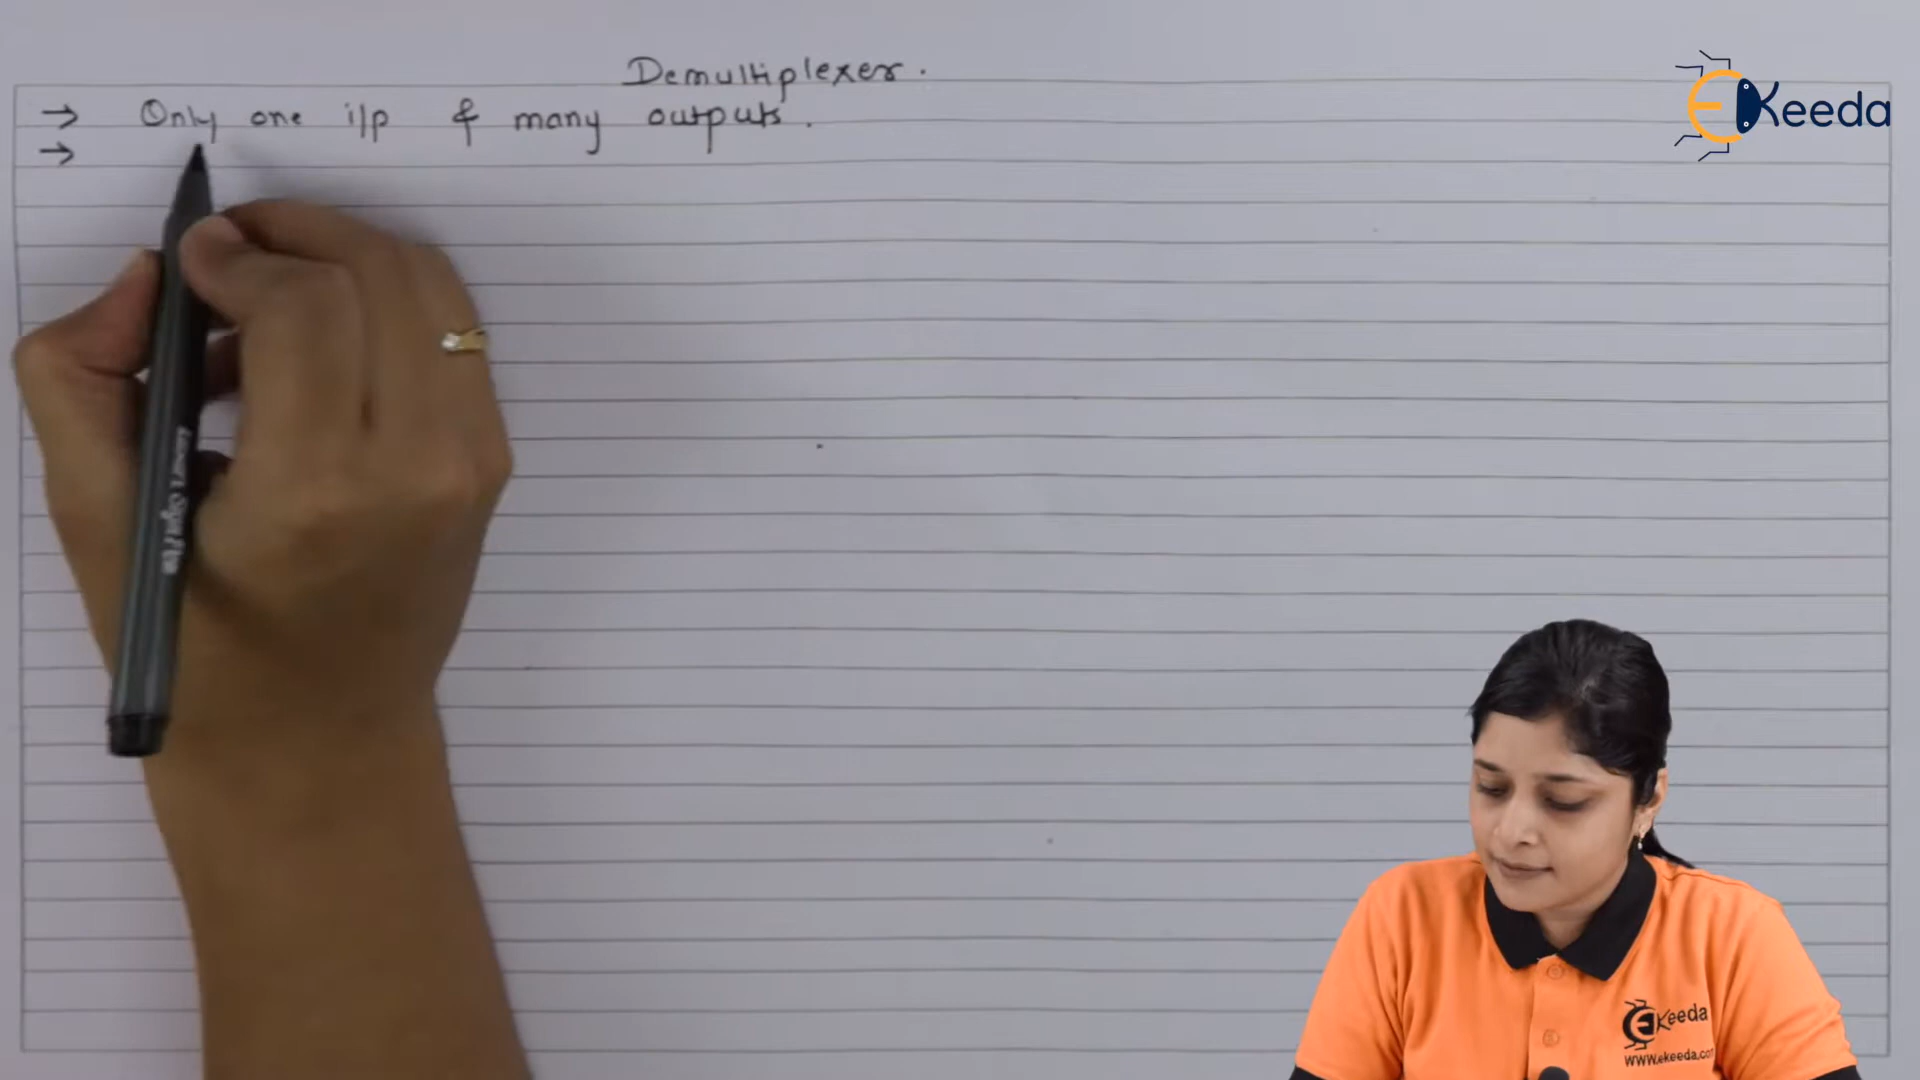 Demultiplexer.
→ Only one i/p & many outputs.
→
EKeeda
EKeeda
www.ekeeda.com